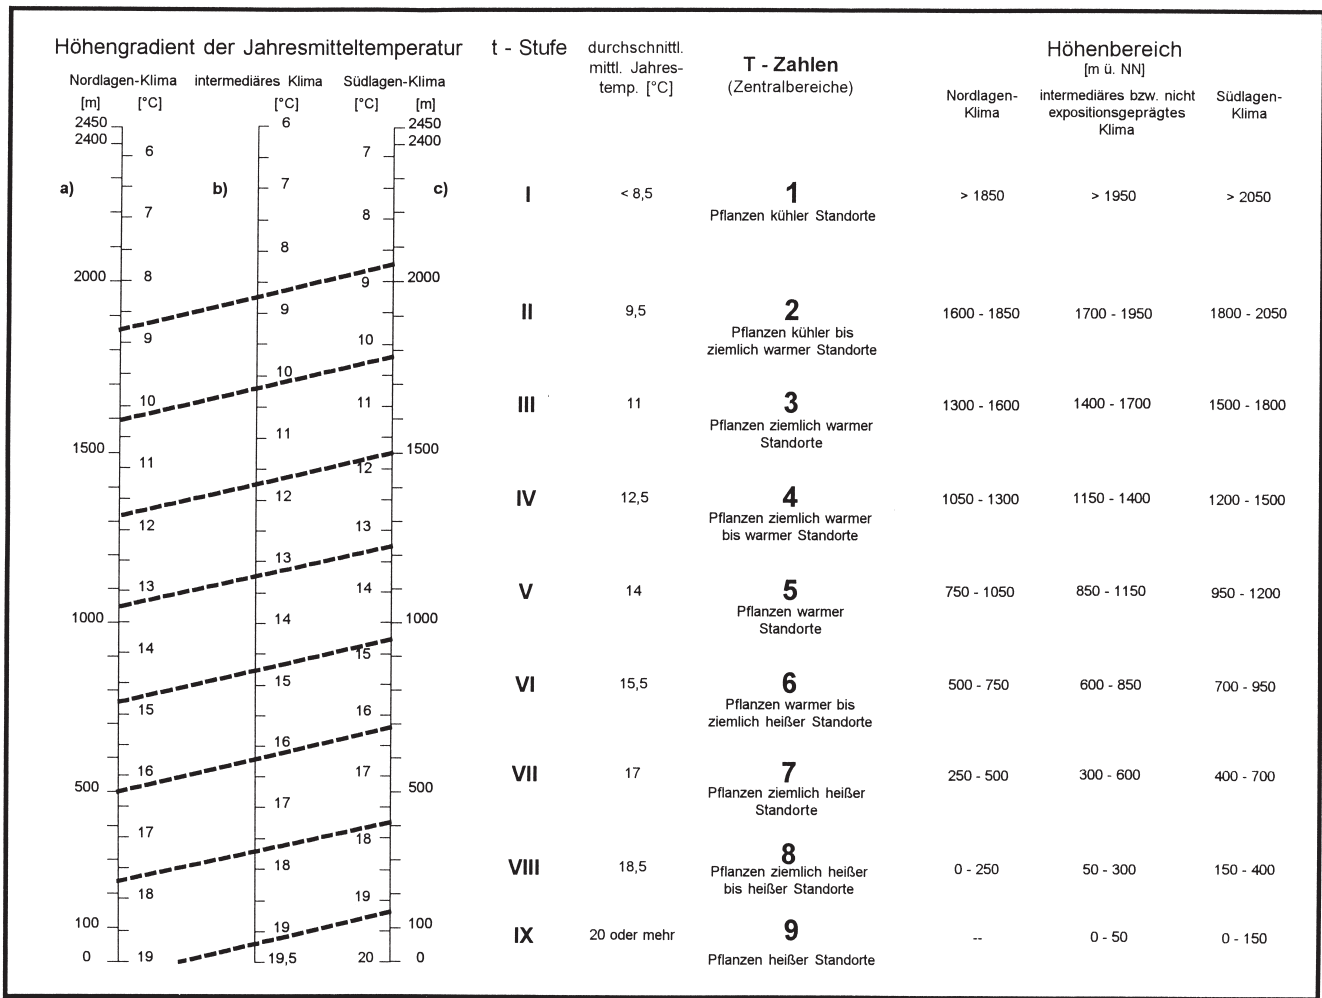 Höhengradient der Jahresmitteltemperatur
Nordlagen-Klima intermediäres Klima Südlagen-Klima
[m] [°C] [°C] [°C] [m]
2450 6 2450
2400 2400
6 7
a) b) 7 c)
7 8
8
2000 8 9 2000
9
9 10
10
10 11
11
1500 11 12 1500
12
12 13
13
13 14
1000 14 1000
14 15
15
15 16
16
16 17
500 500
17
17 18
18
18 19
100 19 100
0 19 19,5 20 0
t - Stufe durchschnittl.
mittl. Jahres-
temp. [°C]
T - Zahlen
(Zentralbereiche)
Höhenbereich
[m ü. NN]
Nordlagen-
Klima
intermediäres bzw. nicht
expositionsgeprägtes
Klima
Südlagen-
Klima
I < 8,5 1 > 1850 > 1950 > 2050
Pflanzen kühler Standorte
II 9,5 2 1600 - 1850 1700 - 1950 1800 - 2050
Pflanzen kühler bis
ziemlich warmer Standorte
III 11 3 1300 - 1600 1400 - 1700 1500 - 1800
Pflanzen ziemlich warmer
Standorte
IV 12,5 4 1050 - 1300 1150 - 1400 1200 - 1500
Pflanzen ziemlich warmer
bis warmer Standorte
V 14 5 750 - 1050 850 - 1150 950 - 1200
Pflanzen warmer
Standorte
VI 15,5 6 500 - 750 600 - 850 700 - 950
Pflanzen warmer bis
ziemlich heißer Standorte
VII 17 7 250 - 500 300 - 600 400 - 700
Pflanzen ziemlich heißer
Standorte
VIII 18,5 8 0 - 250 50 - 300 150 - 400
Pflanzen ziemlich heißer
bis heißer Standorte
IX 20 oder mehr 9 -- 0 - 50 0 - 150
Pflanzen heißer Standorte